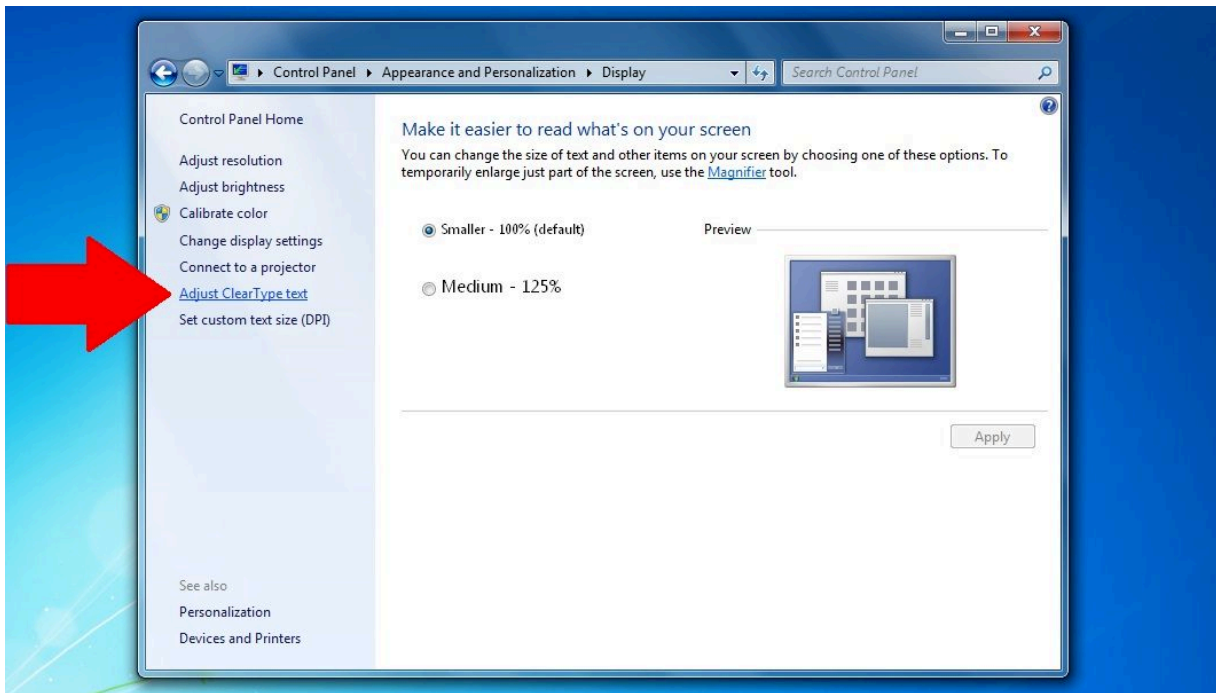 Control Panel ▸ Appearance and Personalization ▸ Display
Search Control Panel
Control Panel Home
Adjust resolution
Adjust brightness
Calibrate color
Change display settings
Connect to a projector
Adjust ClearType text
Set custom text size (DPI)
See also
Personalization
Devices and Printers
Make it easier to read what's on your screen
You can change the size of text and other items on your screen by choosing one of these options. To
temporarily enlarge just part of the screen, use the Magnifier tool.
Smaller - 100% (default)
Preview
Medium - 125%
Apply